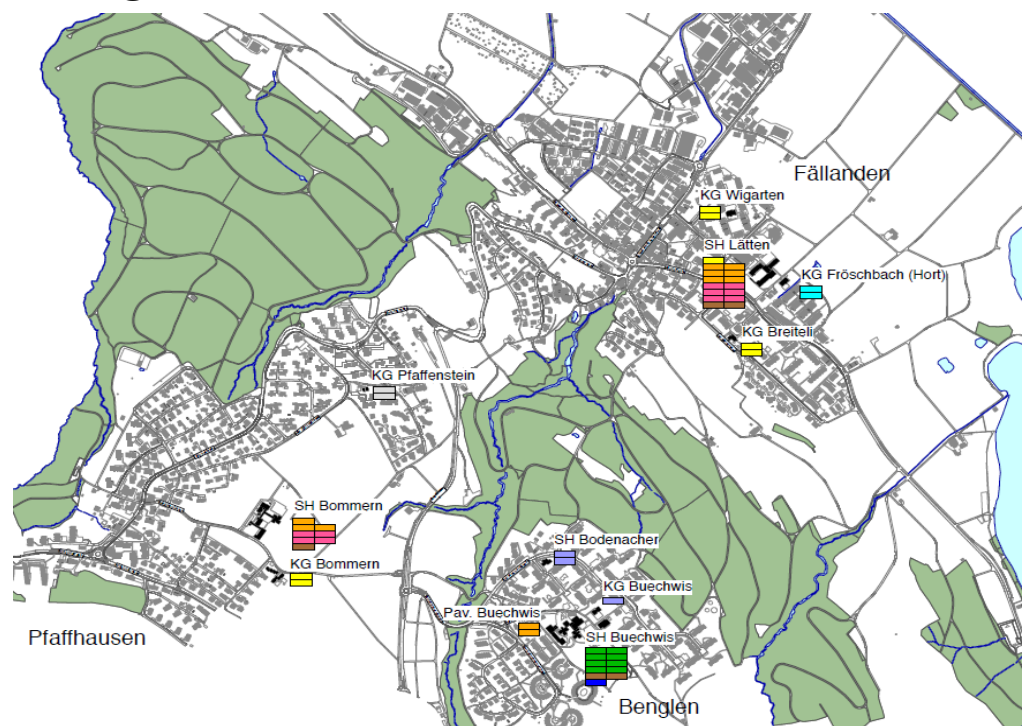 Fällanden
KG Wigarten
SH Lätten
KG Fröschbach (Hort)
KG Breiteli
KG Pfaffenstein
SH Bommern
KG Bommern
SH Bodenacher
KG Buechwis
Pav. Buechwis
SH Buechwis
Pfaffhausen
Benglen